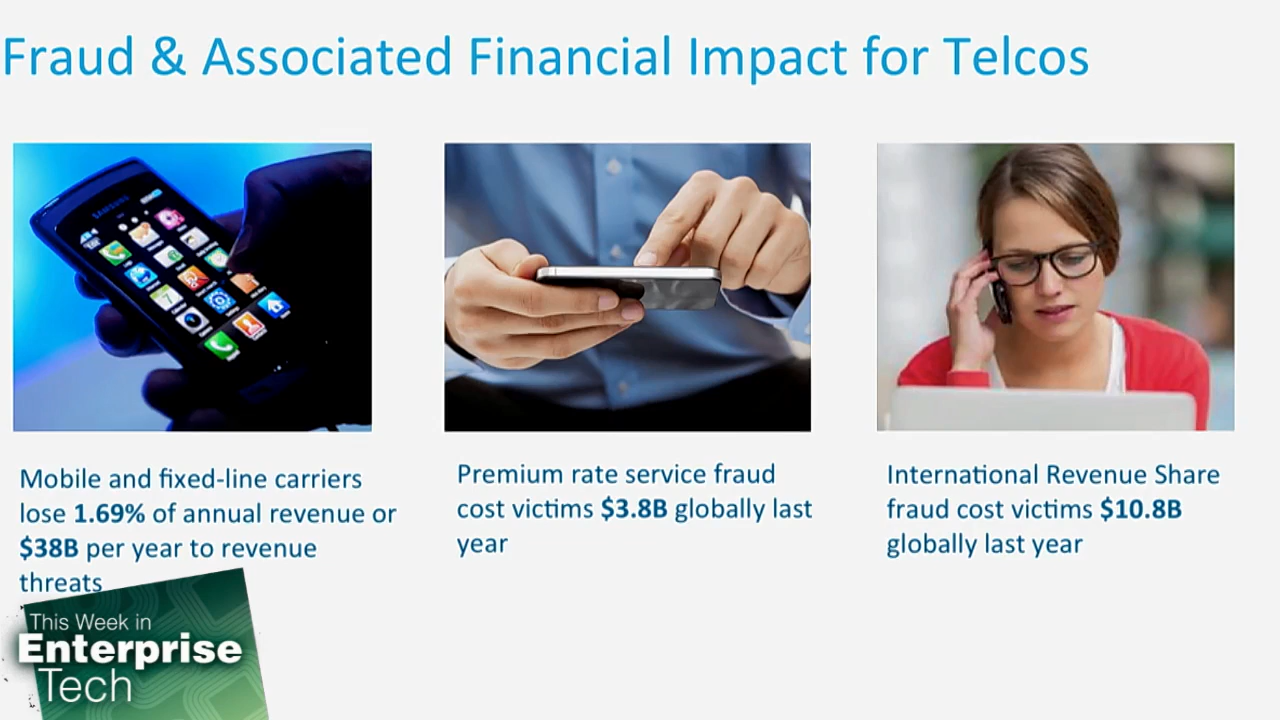 Fraud & Associated Financial Impact for Telcos
SAMSUNG
Mobile and fixed-line carriers
lose 1.69% of annual revenue or
$38B per year to revenue
threats
Premium rate service fraud
cost victims $3.8B globally last
year
International Revenue Share
fraud cost victims $10.8B
globally last year
This Week in
Enterprise
Tech